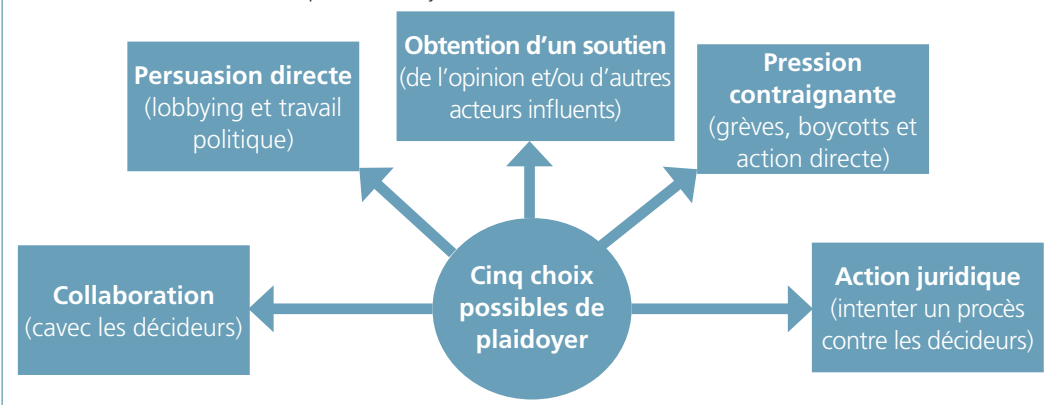 Persuasion directe
(lobbying et travail
politique)
Obtention d'un soutien
(de l'opinion et/ou d'autres
acteurs influents)
Pression
contraignante
(grèves, boycotts et
action directe)
Collaboration
(cavec les décideurs)
Cinq choix
possibles de
plaidoyer
Action juridique
(intenter un procès
contre les décideurs)